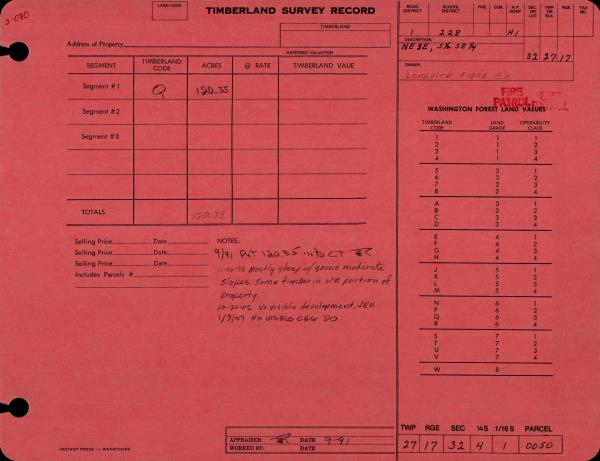 5-090
LAND CODE
TIMBERLAND SURVEY RECORD
TIMBERLAND
Address of Property
ASSESSED VALUATION
SEGMENT TIMBERLAND CODE ACRES @ RATE TIMBERLAND VAUE
Segment #1 Q 120.35
Segment #2
Segment #3
TOTALS 120.35
Selling Price Date
Selling Price Date
Selling Price Date
Includes Parcels #
NOTES:
9/91 Put 120.35 into CT
Mostly steep w/ some moderate
slopes. Some timber in NE portion of
property.
10-30-02 No visible development. JRH
1/3/07 No visible chg DO
INSTANT PRESS — WENATCHEE
APPRAISER DATE 9-91
WORKED BY: DATE
ROAD DISTRICT SCHOOL DISTRICT FIRE CEM. HOSP. SEC. OR LOT TWP. OR BLK. RGE. TAX NO
1 228 H1
DESCRIPTION
NESE, S½ SE¼
32 27 17
OWNER
LONGVIEW FIBRE CO.
FIRE PATROL
WASHINGTON FOREST LAND VALUES
TIMBERLAND CODE LAND GRADE OPERABILITY CLASS
1 1 1
2 1 2
3 1 3
4 1 4
5 2 1
6 2 2
7 2 3
8 2 4
A 3 1
B 3 2
C 3 3
D 3 4
E 4 1
F 4 2
G 4 3
H 4 4
J 5 1
K 5 2
L 5 3
M 5 4
N 6 1
P 6 2
Q 6 3
R 6 4
S 7 1
T 7 2
U 7 3
V 7 4
W 8
TWP RGE SEC ¼S 1/16S PARCEL
27 17 32 4 1 0050